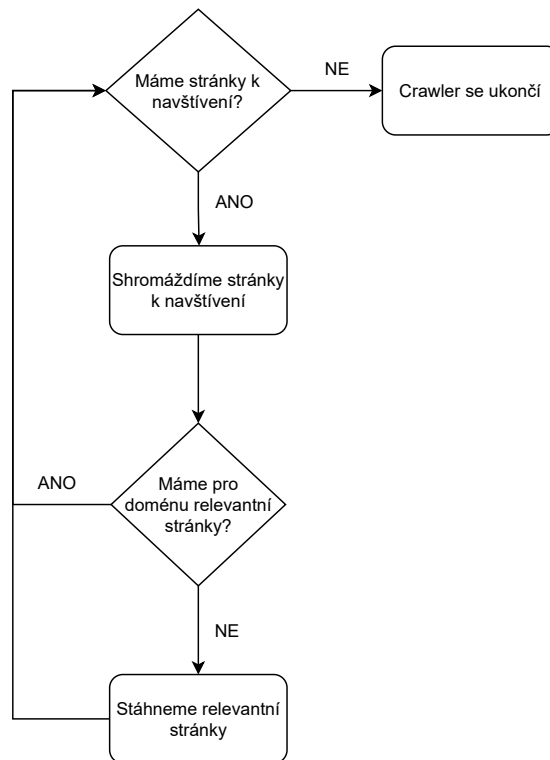 Máme stránky k
navštívení?
NE
Crawler se ukončí
ANO
Shromáždíme stránky
k navštívení
ANO
Máme pro
doménu relevantní
stránky?
NE
Stáhneme relevantní
stránky